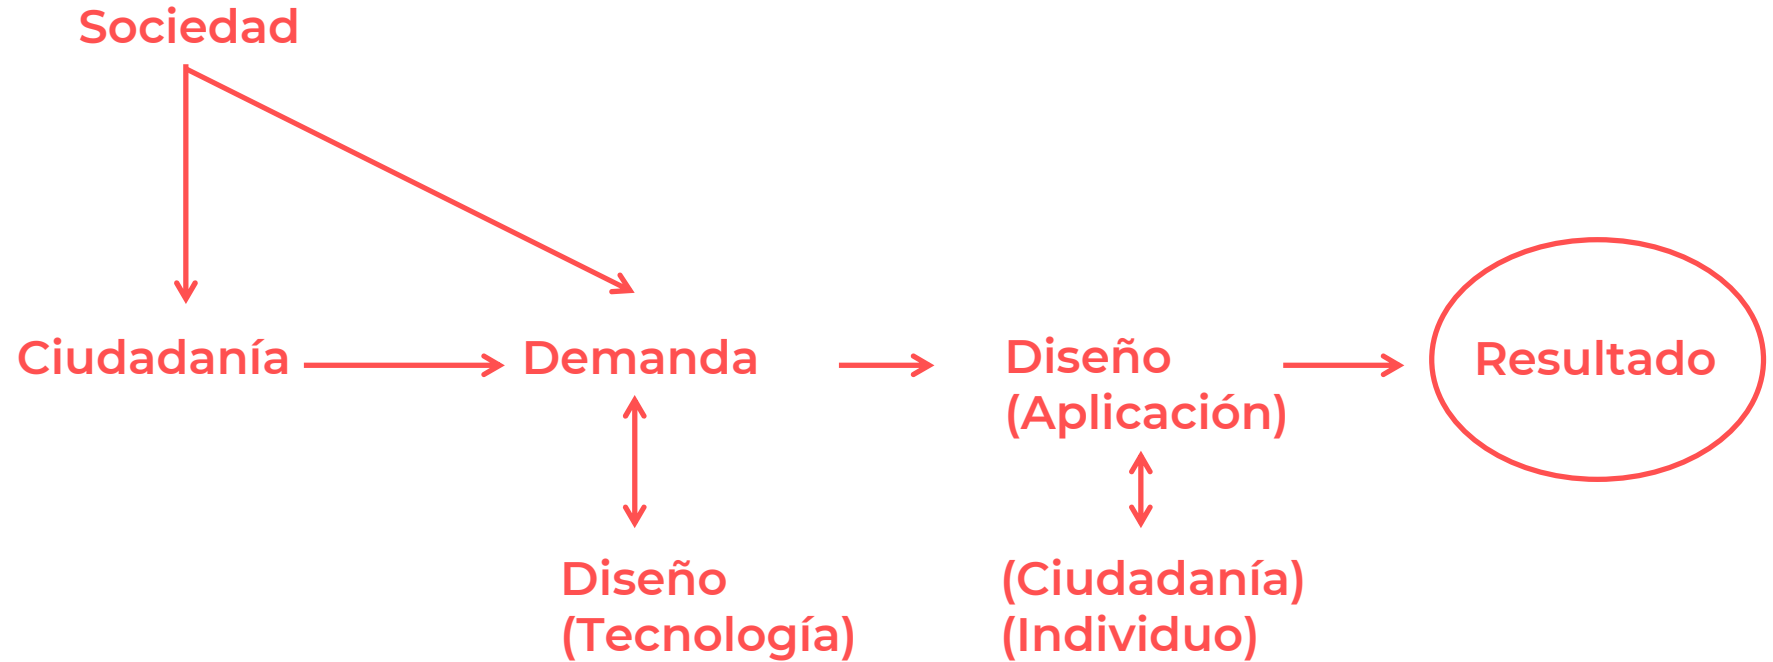 Sociedad
Ciudadanía
Demanda
Diseño
(Aplicación)
Resultado
Diseño
(Tecnología)
(Ciudadanía)
(Individuo)